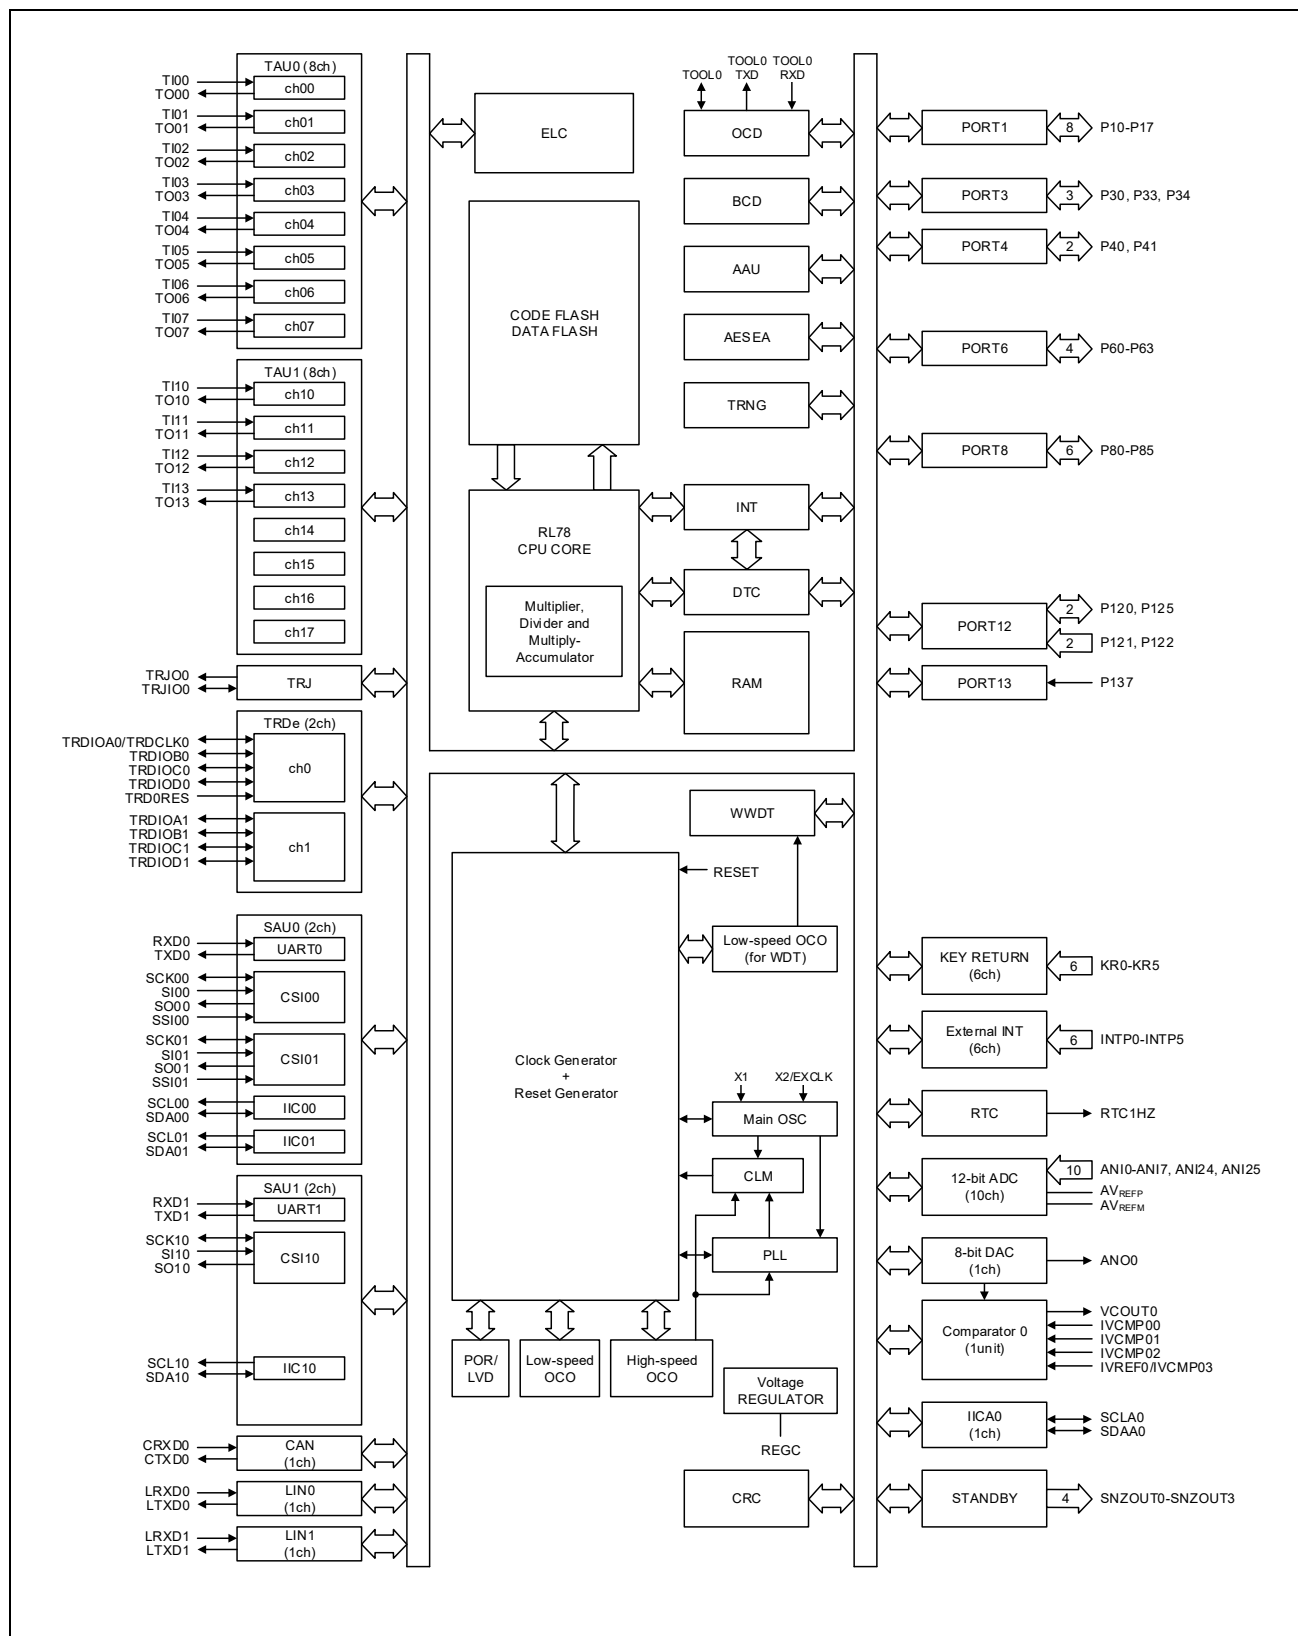 TAU0 (8ch)
TI00
TO00
ch00
TI01
TO01
ch01
TI02
TO02
ch02
TI03
TO03
ch03
TI04
TO04
ch04
TI05
TO05
ch05
TI06
TO06
ch06
TI07
TO07
ch07
TAU1 (8ch)
TI10
TO10
ch10
TI11
TO11
ch11
TI12
TO12
ch12
TI13
TO13
ch13
ch14
ch15
ch16
ch17
TRJO0
TRJIO0
TRJ
TRDe (2ch)
TRDIOA0/TRDCLK0
TRDIOB0
TRDIOC0
TRDIOD0
TRD0RES
ch0
TRDIOA1
TRDIOB1
TRDIOC1
TRDIOD1
ch1
SAU0 (2ch)
RXD0
TXD0
UART0
SCK00
SI00
SO00
SSI00
CSI00
SCK01
SI01
SO01
SSI01
CSI01
SCL00
SDA00
IIC00
SCL01
SDA01
IIC01
SAU1 (2ch)
RXD1
TXD1
UART1
SCK10
SI10
SO10
CSI10
SCL10
SDA10
IIC10
CRXD0
CTXD0
CAN
(1ch)
LRXD0
LTXD0
LIN0
(1ch)
LRXD1
LTXD1
LIN1
(1ch)
ELC
CODE FLASH
DATA FLASH
RL78
CPU CORE
Multiplier,
Divider and
Multiply-
Accumulator
TOOL0
TOOL0
TXD
TOOL0
RXD
OCD
BCD
AAU
AESEA
TRNG
INT
DTC
RAM
WWDT
RESET
Low-speed OCO
(for WDT)
Clock Generator
+
Reset Generator
X1
X2/EXCLK
Main OSC
CLM
PLL
POR/
LVD
Low-speed
OCO
High-speed
OCO
Voltage
REGULATOR
REGC
CRC
PORT1
8
P10-P17
PORT3
3
P30, P33, P34
PORT4
2
P40, P41
PORT6
4
P60-P63
PORT8
6
P80-P85
PORT12
2
P120, P125
2
P121, P122
PORT13
P137
KEY RETURN
(6ch)
6
KR0-KR5
External INT
(6ch)
6
INTP0-INTP5
RTC
RTC1HZ
12-bit ADC
(10ch)
10
ANI0-ANI7, ANI24, ANI25
AVREFP
AVREFM
8-bit DAC
(1ch)
ANO0
Comparator 0
(1unit)
VCOUT0
IVCMP00
IVCMP01
IVCMP02
IVREF0/IVCMP03
IICA0
(1ch)
SCLA0
SDAA0
STANDBY
4
SNZOUT0-SNZOUT3